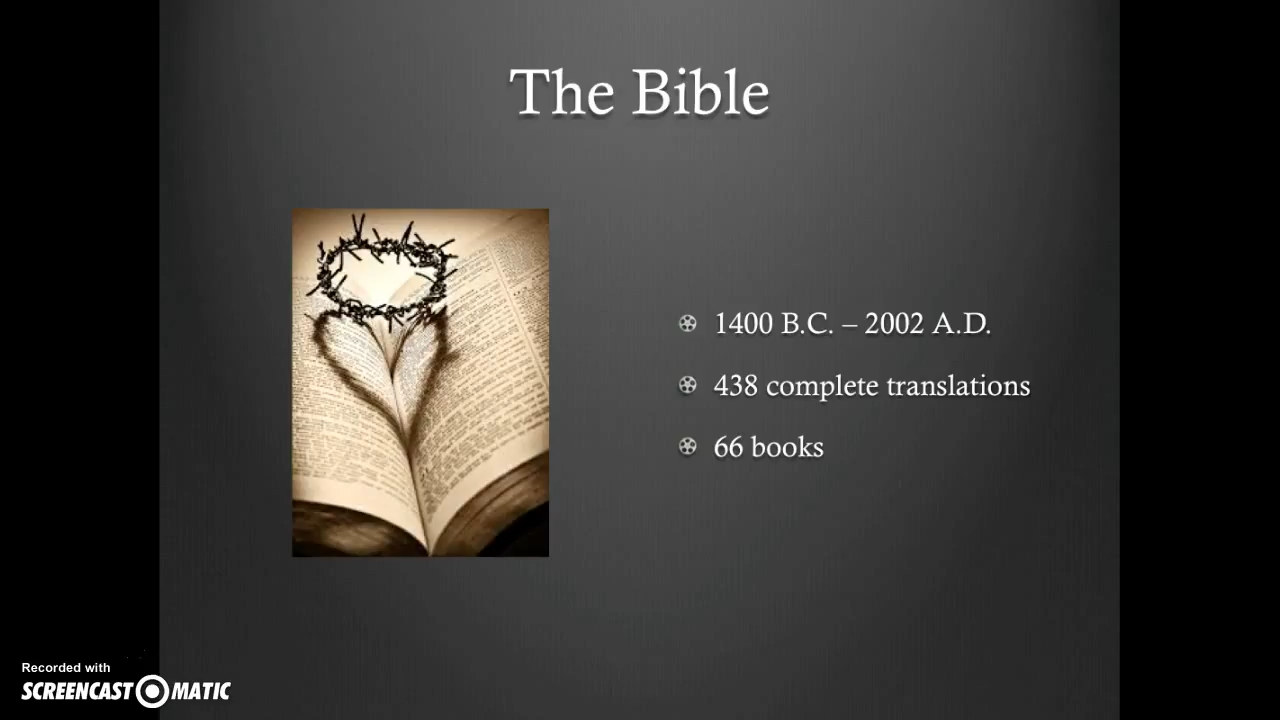 The Bible
1400 B.C. – 2002 A.D.
438 complete translations
66 books
Recorded with
SCREENCAST MATIC